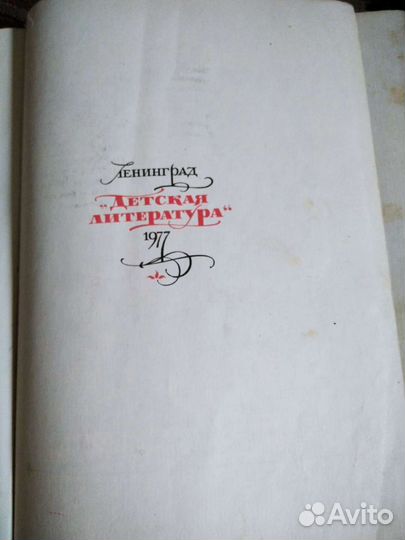 Ленинград
„Детская
литература“
1977
Avito